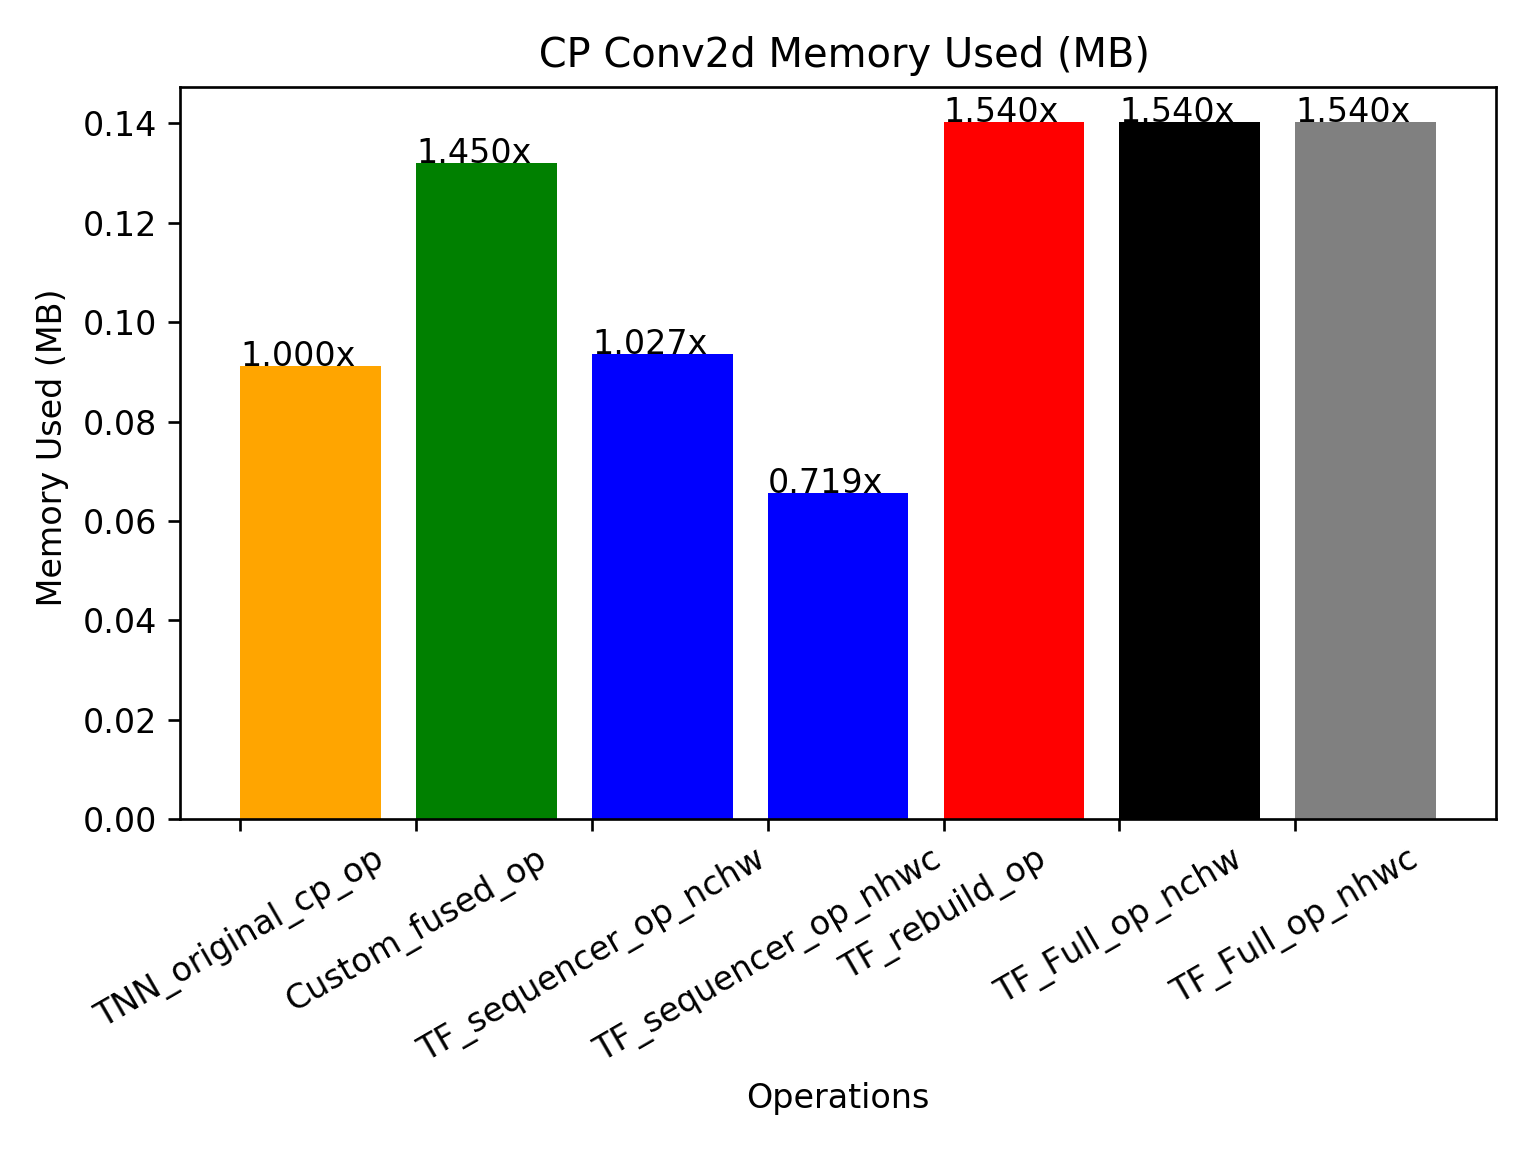 CP Conv2d Memory Used (MB)
Memory Used (MB)
0.14
0.12
0.10
0.08
0.06
0.04
0.02
0.00
1.000x
1.450x
1.027x
0.719x
1.540x
1.540x
1.540x
TNN_original_cp_op
Custom_fused_op
TF_sequencer_op_nchw
TF_sequencer_op_nhwc
TF_rebuild_op
TF_Full_op_nchw
TF_Full_op_nhwc
Operations